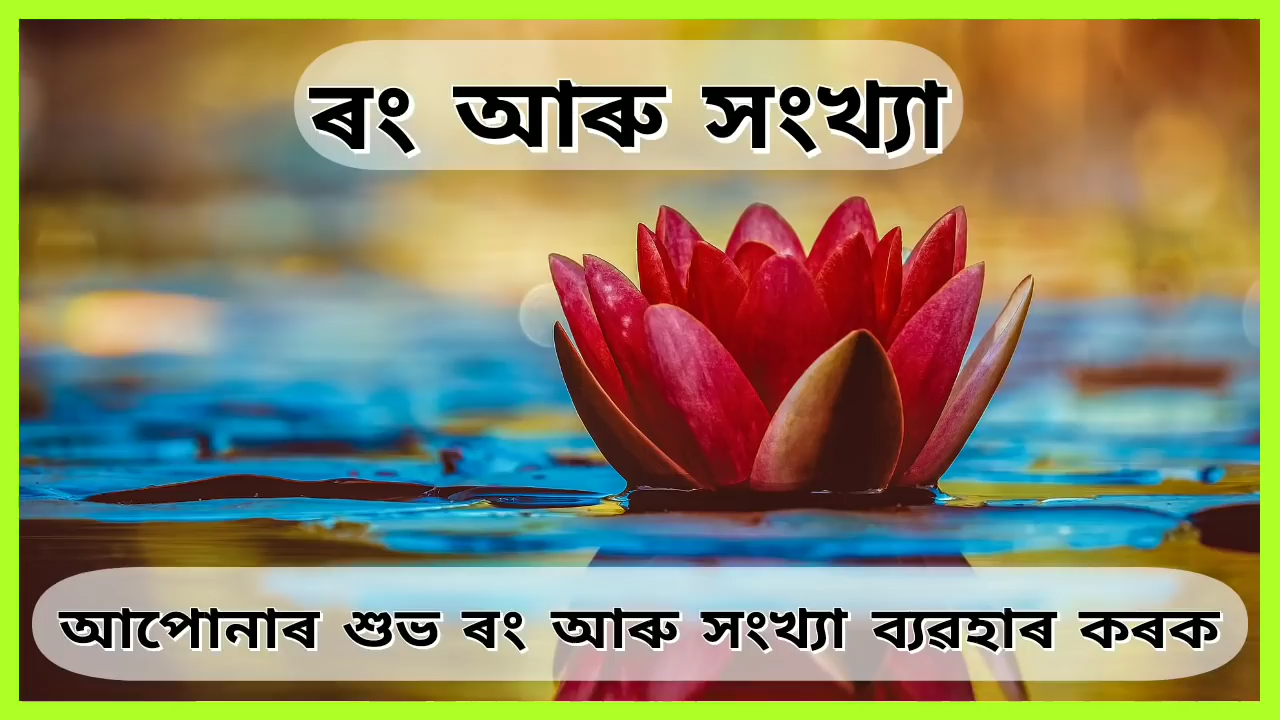 ৰং আৰু সংখ্যা
আপোনাৰ শুভ ৰং আৰু সংখ্যা ব্যৱহাৰ কৰক